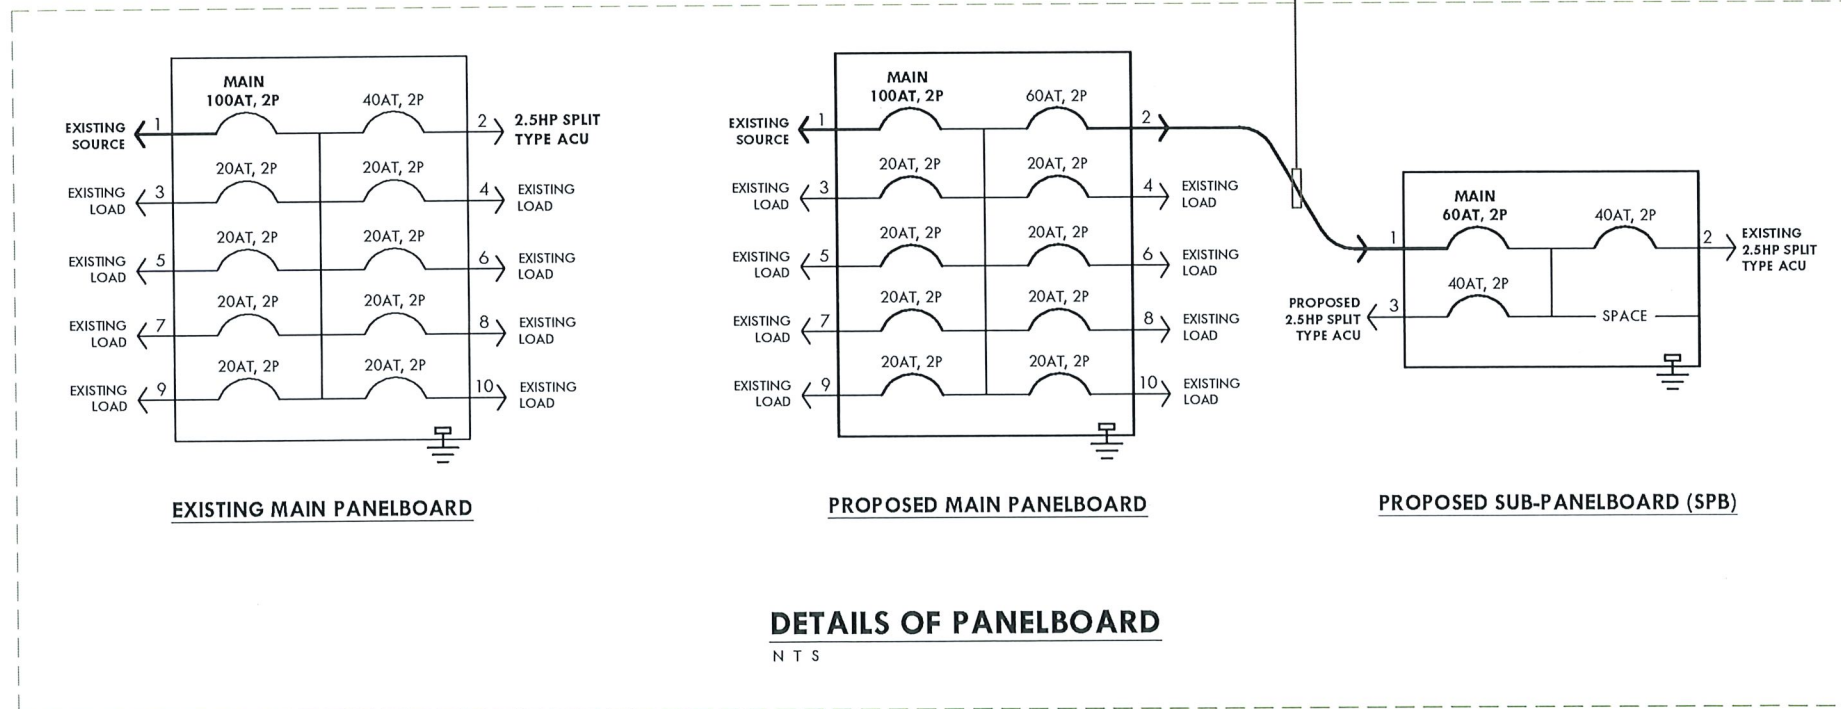 MAIN
100AT, 2P
40AT, 2P
EXISTING
SOURCE
1
2
2.5HP SPLIT
TYPE ACU
20AT, 2P
20AT, 2P
EXISTING
LOAD
3
4
EXISTING
LOAD
20AT, 2P
20AT, 2P
EXISTING
LOAD
5
6
EXISTING
LOAD
20AT, 2P
20AT, 2P
EXISTING
LOAD
7
8
EXISTING
LOAD
20AT, 2P
20AT, 2P
EXISTING
LOAD
9
10
EXISTING
LOAD
EXISTING MAIN PANELBOARD
MAIN
100AT, 2P
60AT, 2P
EXISTING
SOURCE
1
2
20AT, 2P
20AT, 2P
EXISTING
LOAD
3
4
EXISTING
LOAD
20AT, 2P
20AT, 2P
EXISTING
LOAD
5
6
EXISTING
LOAD
20AT, 2P
20AT, 2P
EXISTING
LOAD
7
8
EXISTING
LOAD
20AT, 2P
20AT, 2P
EXISTING
LOAD
9
10
EXISTING
LOAD
PROPOSED MAIN PANELBOARD
MAIN
60AT, 2P
40AT, 2P
1
2
EXISTING
2.5HP SPLIT
TYPE ACU
40AT, 2P
PROPOSED
2.5HP SPLIT
TYPE ACU
3
SPACE
PROPOSED SUB-PANELBOARD (SPB)
DETAILS OF PANELBOARD
N T S